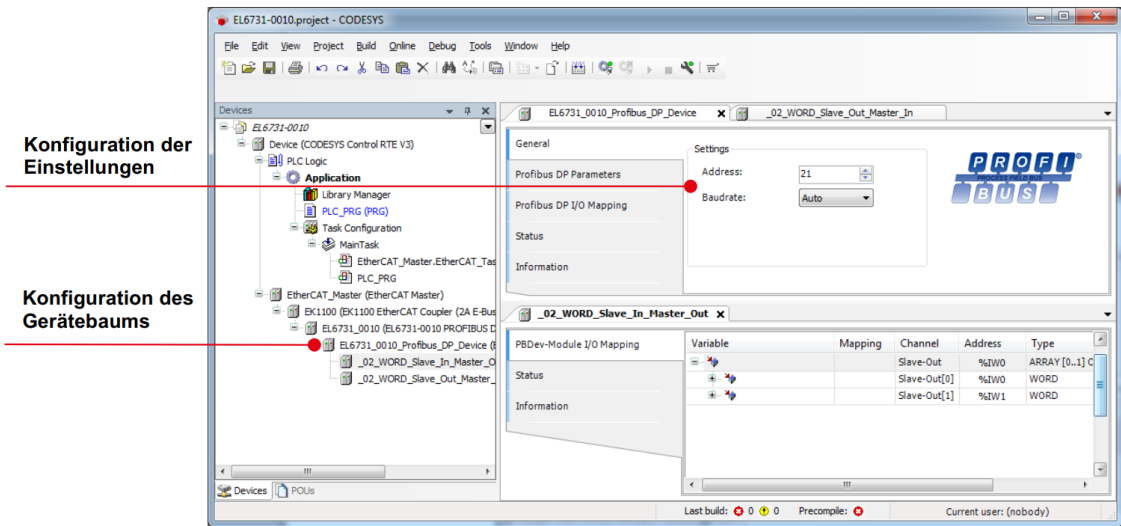 EL6731-0010.project - CODESYS
File Edit View Project Build Online Debug Tools Window Help
Konfiguration der
Einstellungen
Konfiguration des
Gerätebaums
Devices
EL6731-0010
Device (CODESYS Control RTE V3)
PLC Logic
Application
Library Manager
PLC_PRG (PRG)
Task Configuration
MainTask
EtherCAT_Master.EtherCAT_Tas
PLC_PRG
EtherCAT_Master (EtherCAT Master)
EK1100 (EK1100 EtherCAT Coupler (2A E-Bus
EL6731_0010 (EL6731-0010 PROFIBUS D
EL6731_0010_Profibus_DP_Device (E
_02_WORD_Slave_In_Master_O
_02_WORD_Slave_Out_Master_
Devices POUs
EL6731_0010_Profibus_DP_Device _02_WORD_Slave_Out_Master_In
General
Profibus DP Parameters
Profibus DP I/O Mapping
Status
Information
Settings
Address: 21
Baudrate: Auto
PROFI®
PROCESS FIELD BUS
BUS
_02_WORD_Slave_In_Master_Out
PBDev-Module I/O Mapping
Status
Information
Variable Mapping Channel Address Type
Slave-Out %IW0 ARRAY [0..1] O
Slave-Out[0] %IW0 WORD
Slave-Out[1] %IW1 WORD
Last build: 0 0 Precompile: Current user: (nobody)